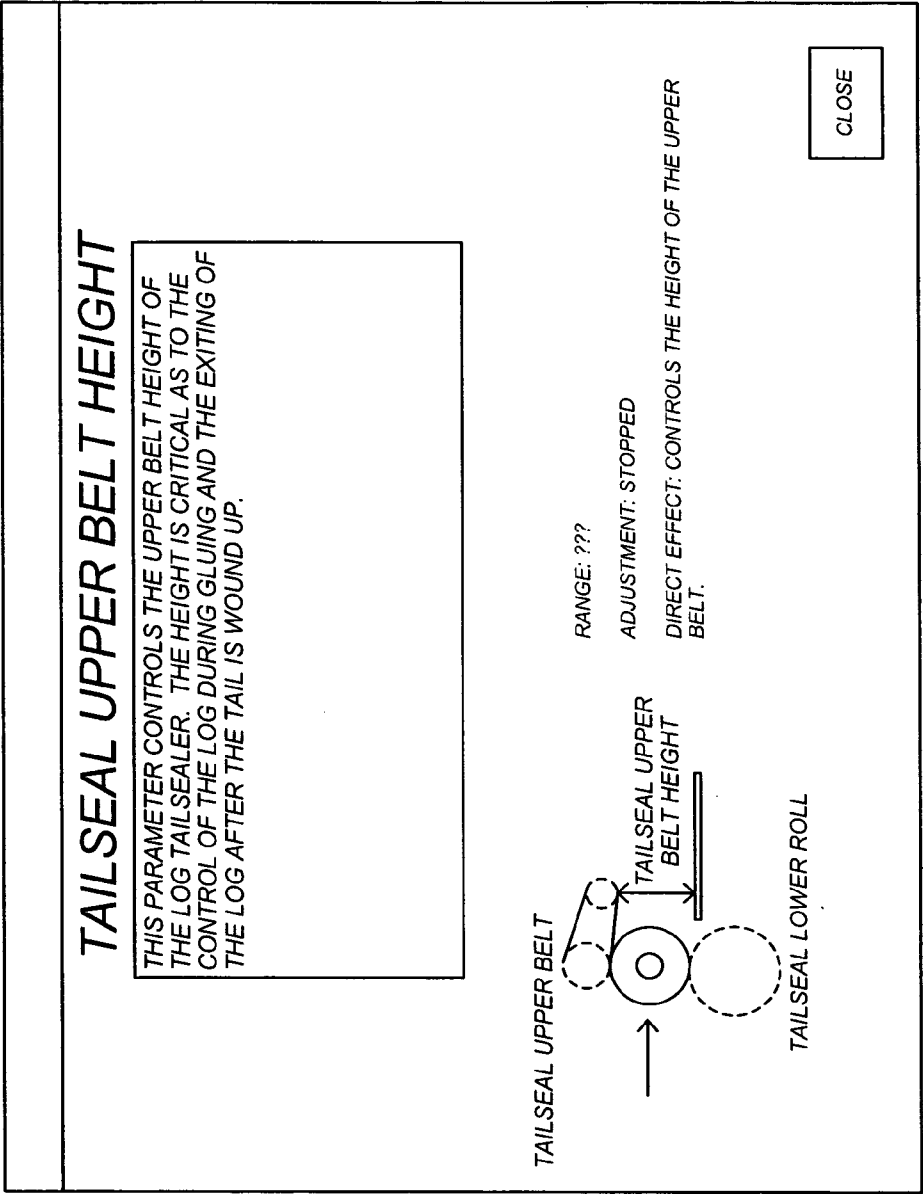 TAILSEAL UPPER BELT HEIGHT
THIS PARAMETER CONTROLS THE UPPER BELT HEIGHT OF
THE LOG TAILSEALER.  THE HEIGHT IS CRITICAL AS TO THE
CONTROL OF THE LOG DURING GLUING AND THE EXITING OF
THE LOG AFTER THE TAIL IS WOUND UP.
TAILSEAL UPPER BELT
TAILSEAL UPPER
BELT HEIGHT
TAILSEAL LOWER ROLL
RANGE: ???
ADJUSTMENT: STOPPED
DIRECT EFFECT: CONTROLS THE HEIGHT OF THE UPPER
BELT.
CLOSE